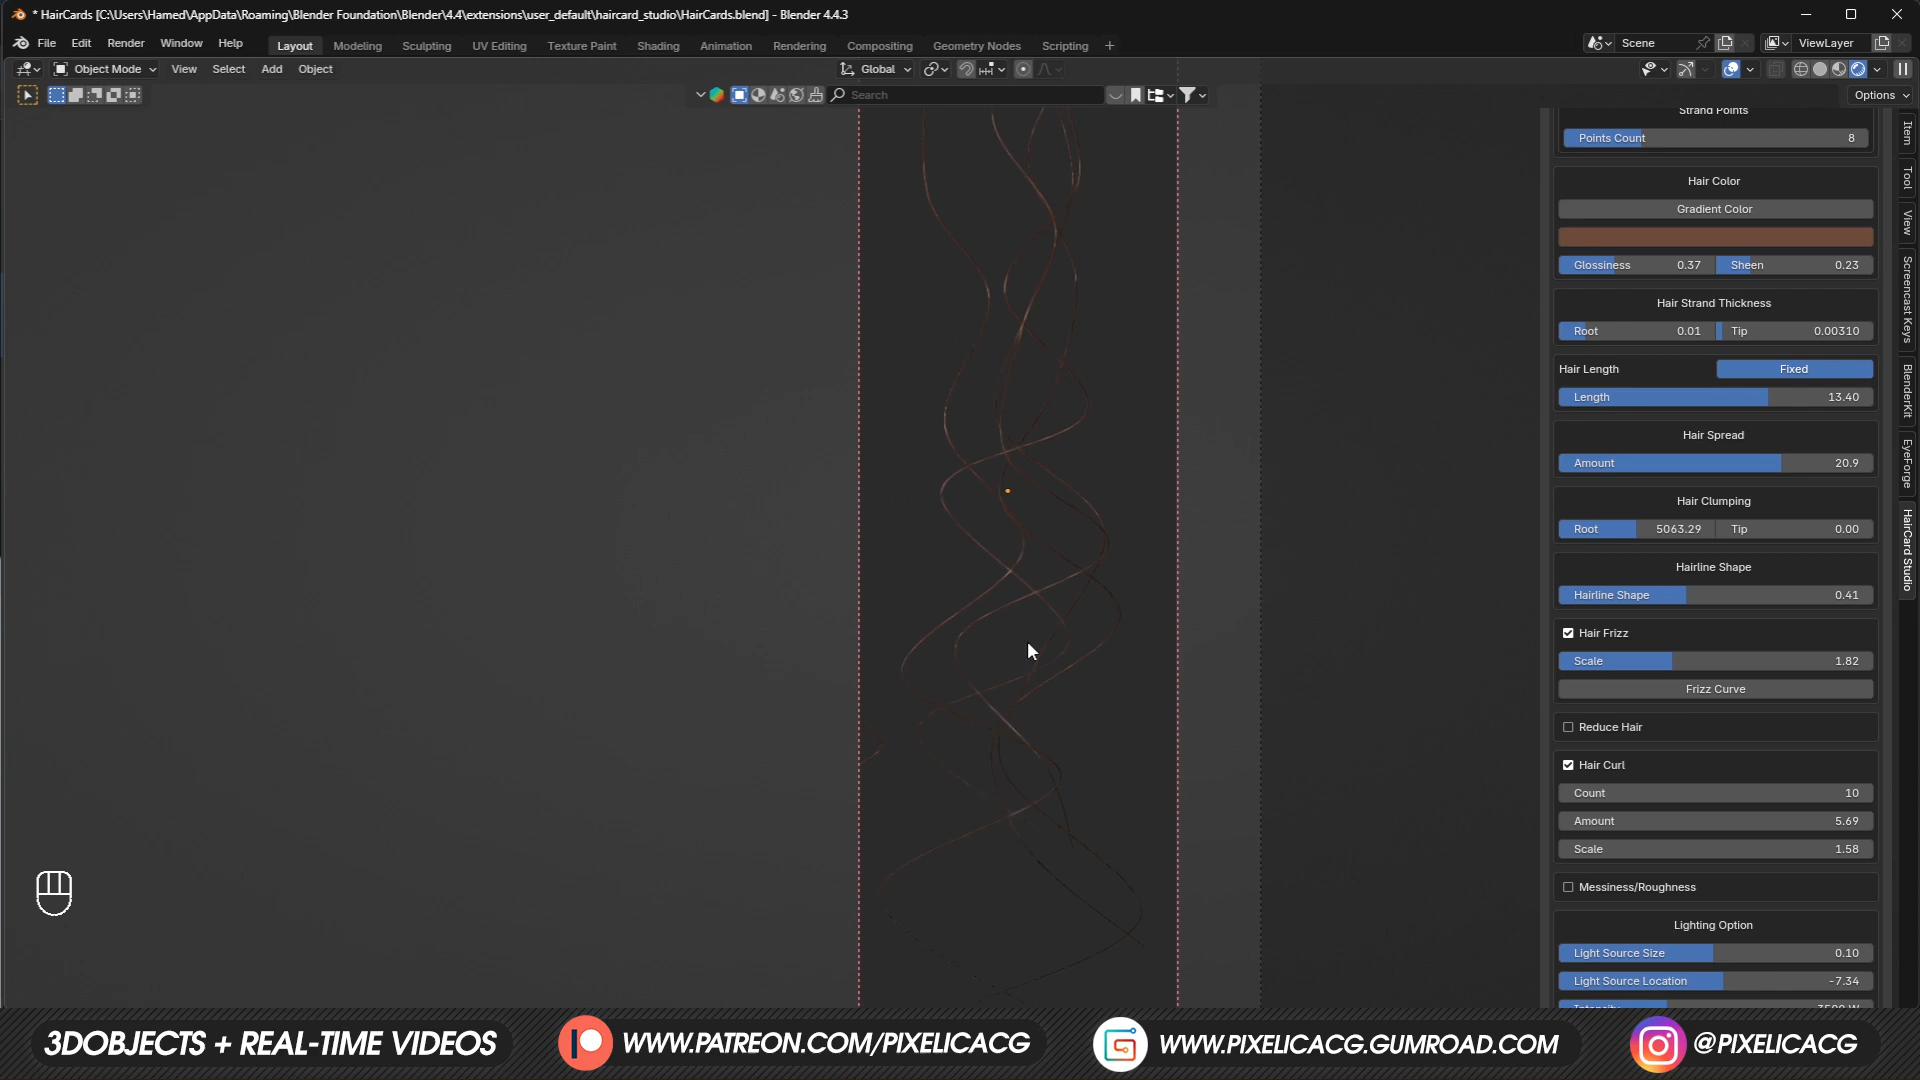 * HairCards [C:\Users\Hamed\AppData\Roaming\Blender Foundation\Blender\4.4\extensions\user_default\haircard_studio\HairCards.blend] - Blender 4.4.3
File Edit Render Window Help Layout Modeling Sculpting UV Editing Texture Paint Shading Animation Rendering Compositing Geometry Nodes Scripting + Scene ViewLayer
Object Mode View Select Add Object Global
Search Options
Strand Points
Points Count 8
Hair Color
Gradient Color
Glossiness 0.37 Sheen 0.23
Hair Strand Thickness
Root 0.01 Tip 0.00310
Hair Length Fixed
Length 13.40
Hair Spread
Amount 20.9
Hair Clumping
Root 5063.29 Tip 0.00
Hairline Shape
Hairline Shape 0.41
Hair Frizz
Scale 1.82
Frizz Curve
Reduce Hair
Hair Curl
Count 10
Amount 5.69
Scale 1.58
Messiness/Roughness
Lighting Option
Light Source Size 0.10
Light Source Location -7.34
Item
Tool
View
Screencast Keys
BlenderKit
EyeForge
HairCard Studio
3DOBJECTS + REAL-TIME VIDEOS WWW.PATREON.COM/PIXELICACG WWW.PIXELICACG.GUMROAD.COM @PIXELICACG